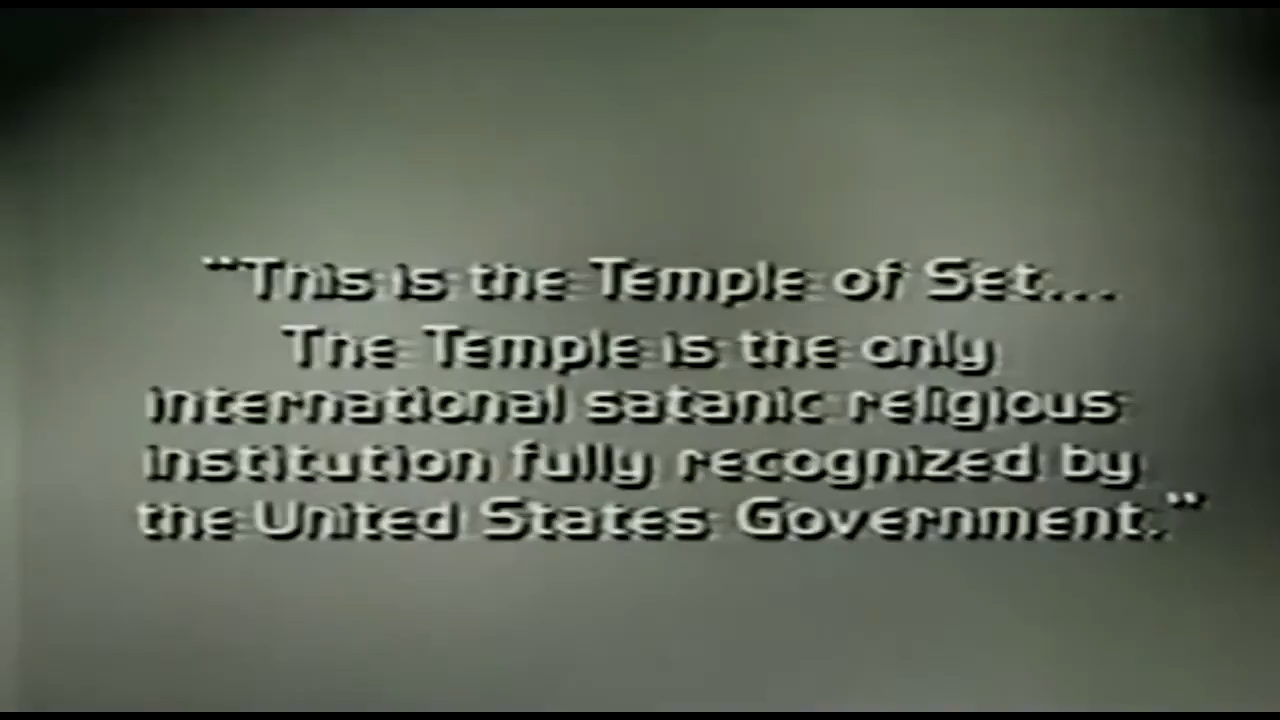 "This is the Temple of Set...
The Temple is the only
international satanic religious
institution fully recognized by
the United States Government."